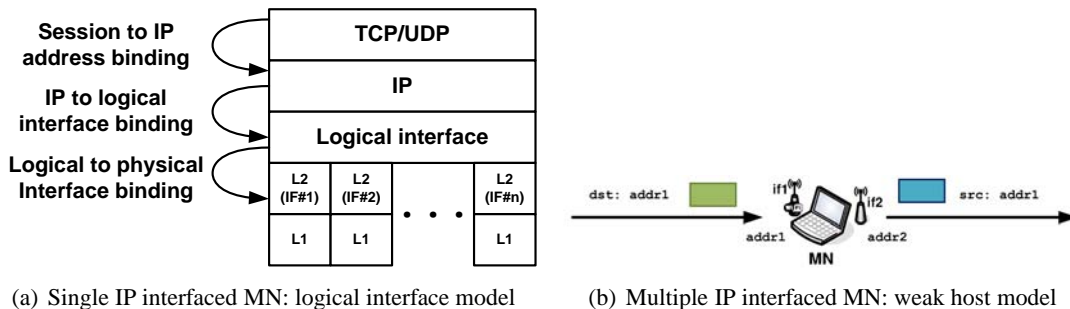 Session to IP
address binding
IP to logical
interface binding
Logical to physical
Interface binding
TCP/UDP
IP
Logical interface
L2
(IF#1)
L2
(IF#2)
• • •
L2
(IF#n)
L1
L1
L1
(a) Single IP interfaced MN: logical interface model
dst: addr1
if1
if2
src: addr1
addr1
addr2
MN
(b) Multiple IP interfaced MN: weak host model